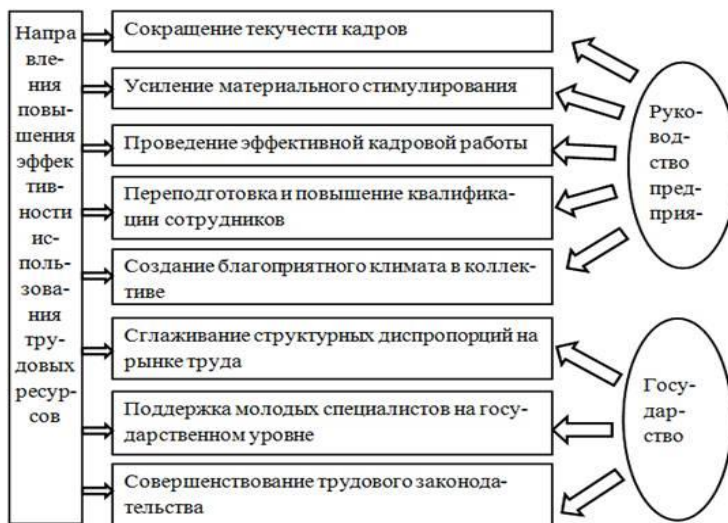 Напра
вле-
ния
повы-
шения
эффек
тив-
ности
ис-
поль-
зования
тру-
довых
ресур-
сов
Сокращение текучести кадров
Усиление материального стимулирования
Проведение эффективной кадровой работы
Переподготовка и повышение квалифика-
ции сотрудников
Создание благоприятного климата в коллек-
тиве
Сглаживание структурных диспропорций на
рынке труда
Поддержка молодых специалистов на госу-
дарственном уровне
Совершенствование трудового законода-
тельства
Руко-
вод-
ство
пред-
прия-
Госу-
дар-
ство